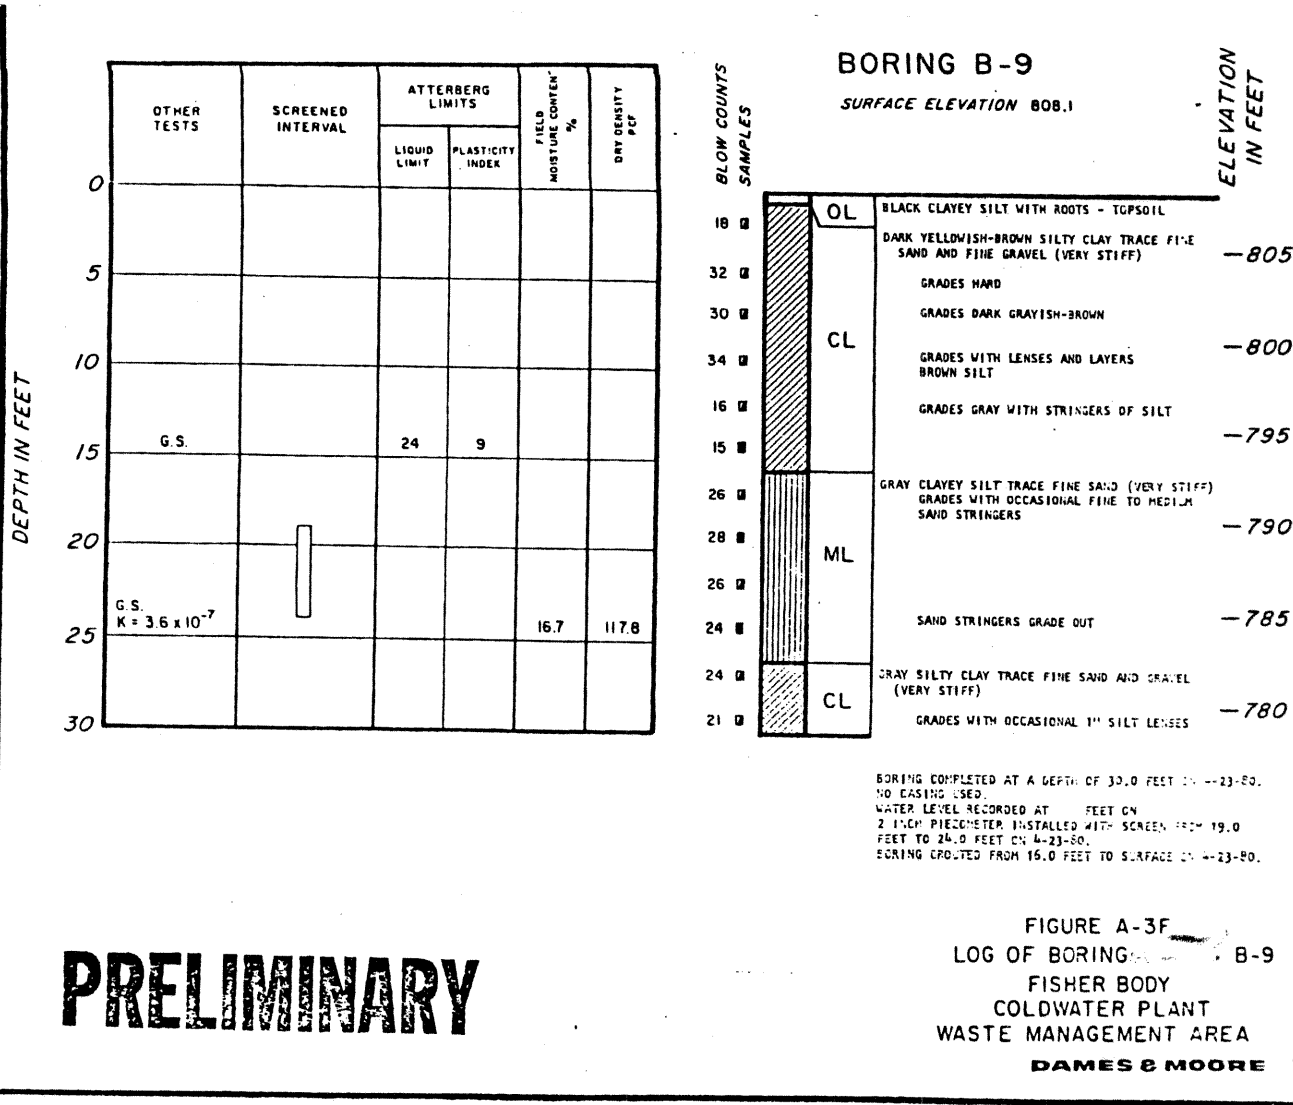 BORING B-9
SURFACE ELEVATION 808.1
ELEVATION
IN FEET
BLOW COUNTS
SAMPLES
OTHER
TESTS
SCREENED
INTERVAL
ATTERBERG
LIMITS
LIQUID
LIMIT
PLASTICITY
INDEX
FIELD
MOISTURE CONTENT
%
DRY DENSITY
PCF
DEPTH IN FEET
0
5
10
15
20
25
30
G.S.
24
9
G.S.
K = 3.6 x 10-7
16.7
117.8
18
32
30
34
16
15
26
28
26
24
24
21
OL
CL
ML
CL
BLACK CLAYEY SILT WITH ROOTS - TOPSOIL
DARK YELLOWISH-BROWN SILTY CLAY TRACE FINE
SAND AND FINE GRAVEL (VERY STIFF)
GRADES HARD
GRADES DARK GRAYISH-BROWN
GRADES WITH LENSES AND LAYERS
BROWN SILT
GRADES GRAY WITH STRINGERS OF SILT
GRAY CLAYEY SILT TRACE FINE SAND (VERY STIFF)
GRADES WITH OCCASIONAL FINE TO MEDIUM
SAND STRINGERS
SAND STRINGERS GRADE OUT
GRAY SILTY CLAY TRACE FINE SAND AND GRAVEL
(VERY STIFF)
GRADES WITH OCCASIONAL 1" SILT LENSES
-805
-800
-795
-790
-785
-780
BORING COMPLETED AT A DEPTH OF 30.0 FEET ON
NO CASING USED.
WATER LEVEL RECORDED AT FEET ON
2 INCH PIEZOMETER INSTALLED WITH SCREEN FROM 19.0
FEET TO 24.0 FEET ON 4-23-80.
BORING GROUTED FROM 16.0 FEET TO SURFACE ON 4-23-80.
PRELIMINARY
FIGURE A-3F
LOG OF BORING B-9
FISHER BODY
COLDWATER PLANT
WASTE MANAGEMENT AREA
DAMES & MOORE